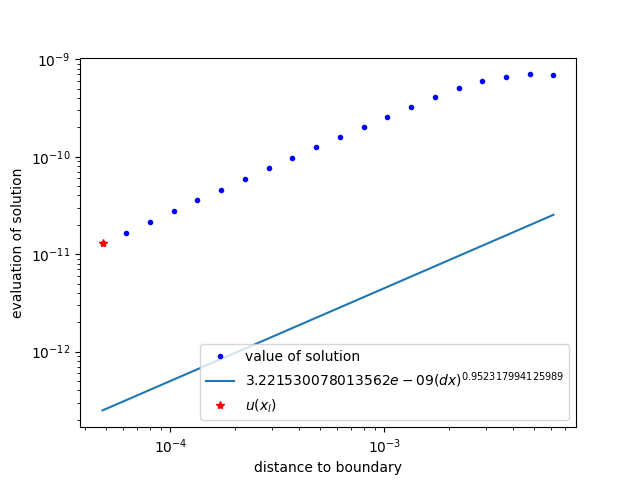 10⁻⁹
10⁻¹⁰
10⁻¹¹
10⁻¹²
evaluation of solution
value of solution
3.221530078013562e − 09(dx)^0.952317994125989
u(x_l)
10⁻⁴
10⁻³
distance to boundary